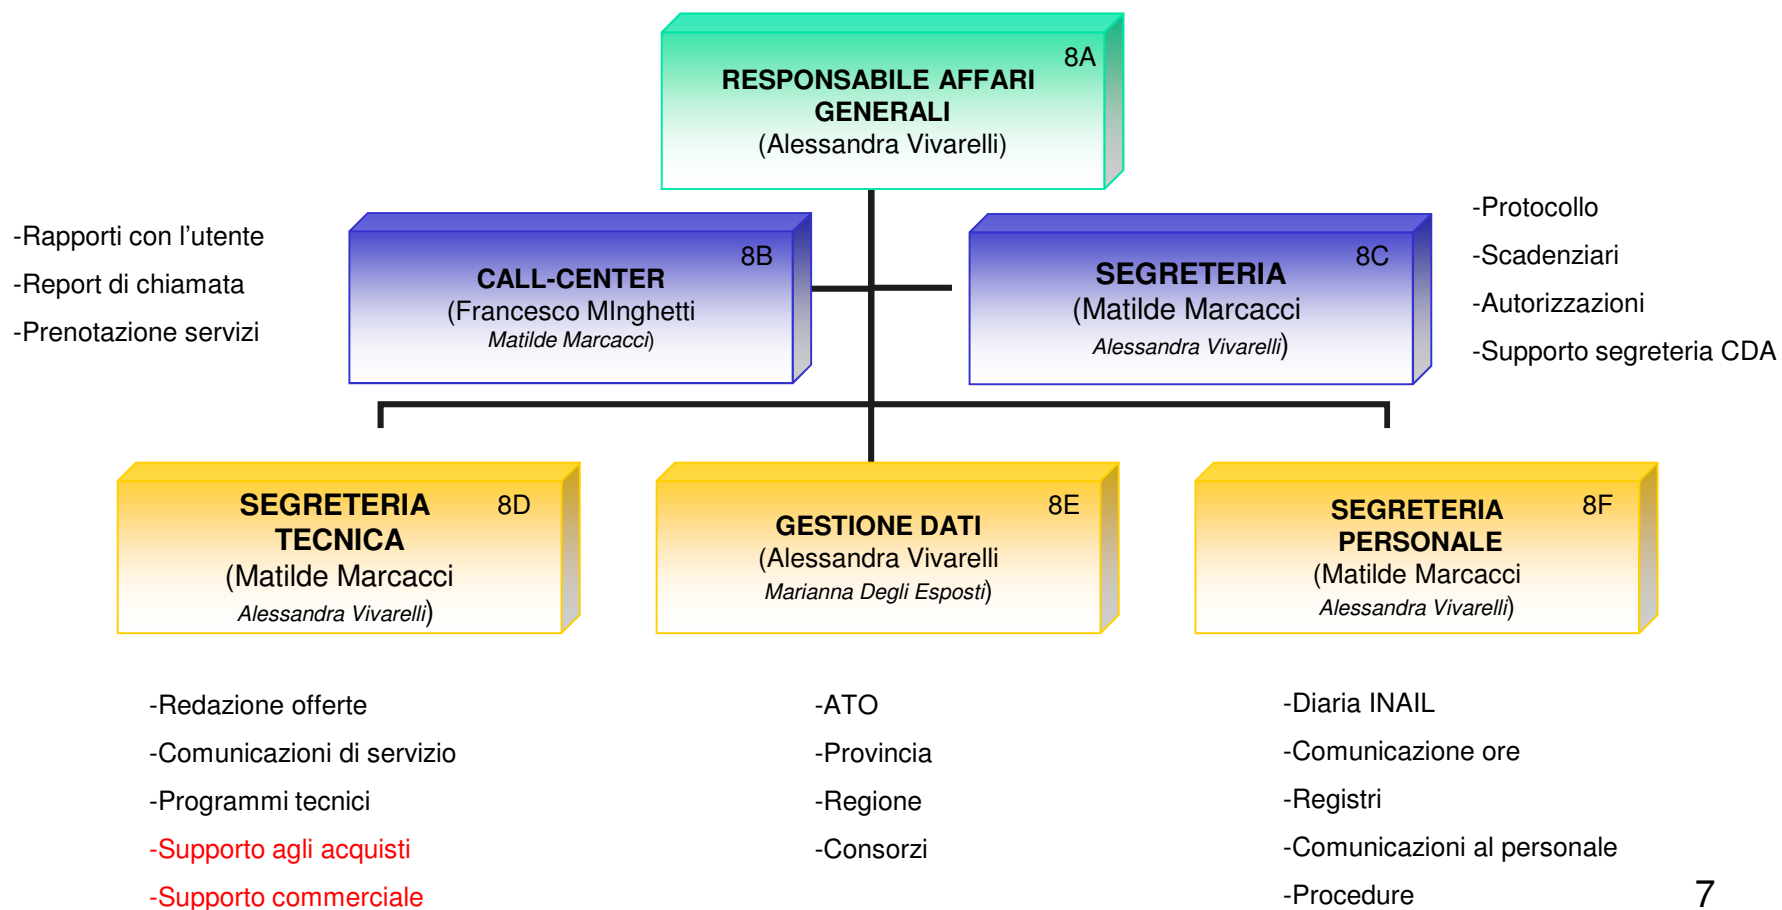 8A
RESPONSABILE AFFARI
GENERALI
(Alessandra Vivarelli)
-Rapporti con l'utente
-Report di chiamata
-Prenotazione servizi
8B
CALL-CENTER
(Francesco MInghetti
Matilde Marcacci)
8C
SEGRETERIA
(Matilde Marcacci
Alessandra Vivarelli)
-Protocollo
-Scadenziari
-Autorizzazioni
-Supporto segreteria CDA
SEGRETERIA 8D
TECNICA
(Matilde Marcacci
Alessandra Vivarelli)
8E
GESTIONE DATI
(Alessandra Vivarelli
Marianna Degli Esposti)
SEGRETERIA 8F
PERSONALE
(Matilde Marcacci
Alessandra Vivarelli)
-Redazione offerte
-Comunicazioni di servizio
-Programmi tecnici
-Supporto agli acquisti
-Supporto commerciale
-ATO
-Provincia
-Regione
-Consorzi
-Diaria INAIL
-Comunicazione ore
-Registri
-Comunicazioni al personale
-Procedure
7